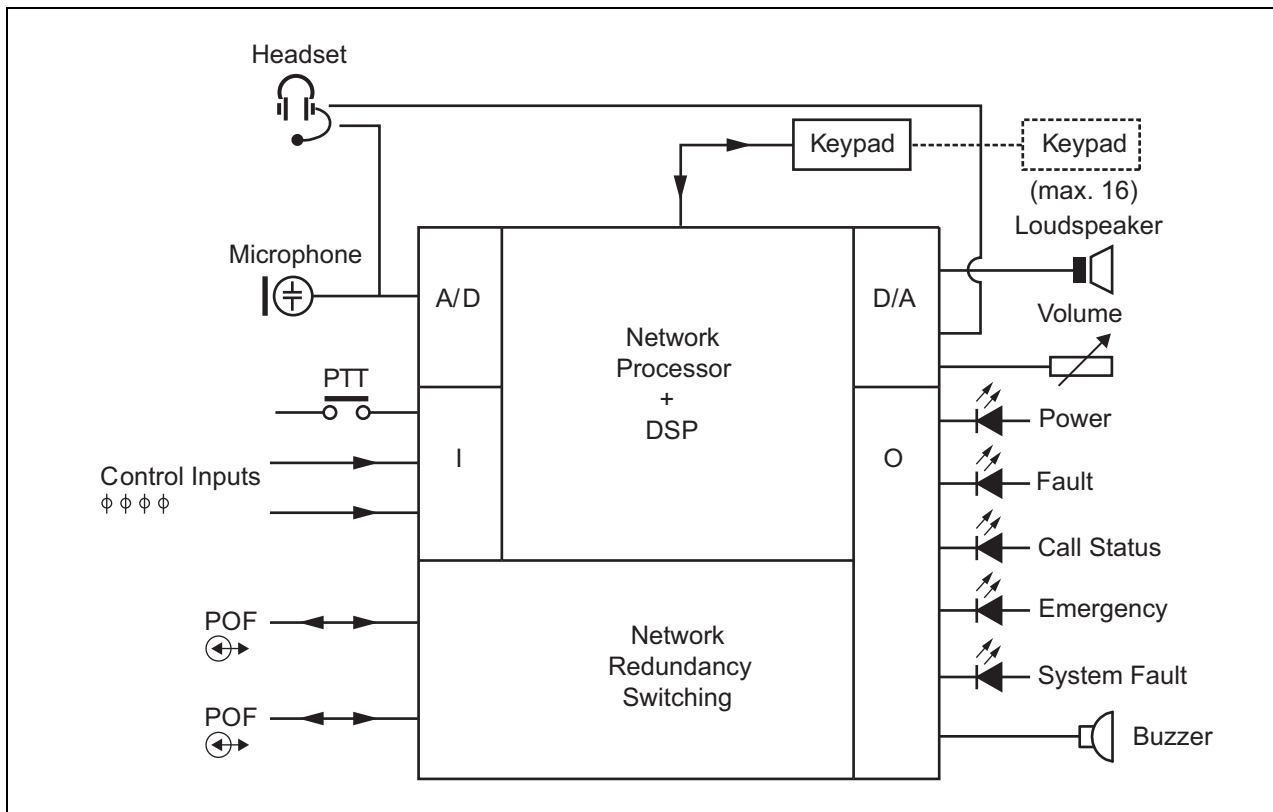 Headset
Keypad
Keypad
(max. 16)
Loudspeaker
Microphone
A/D
D/A
Volume
Network
Processor
+
DSP
PTT
Power
I
O
Control Inputs
Fault
Call Status
POF
Emergency
Network
Redundancy
Switching
System Fault
POF
Buzzer